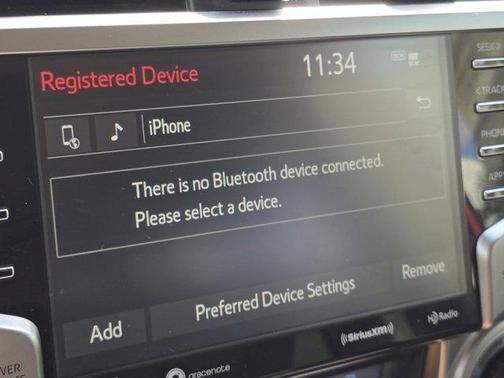 Registered Device 11:34
iPhone
There is no Bluetooth device connected.
Please select a device.
Add Preferred Device Settings Remove
((SiriusXM)) HD Radio
gracenote
SEEK >
< TRACK
PHONE
APPS